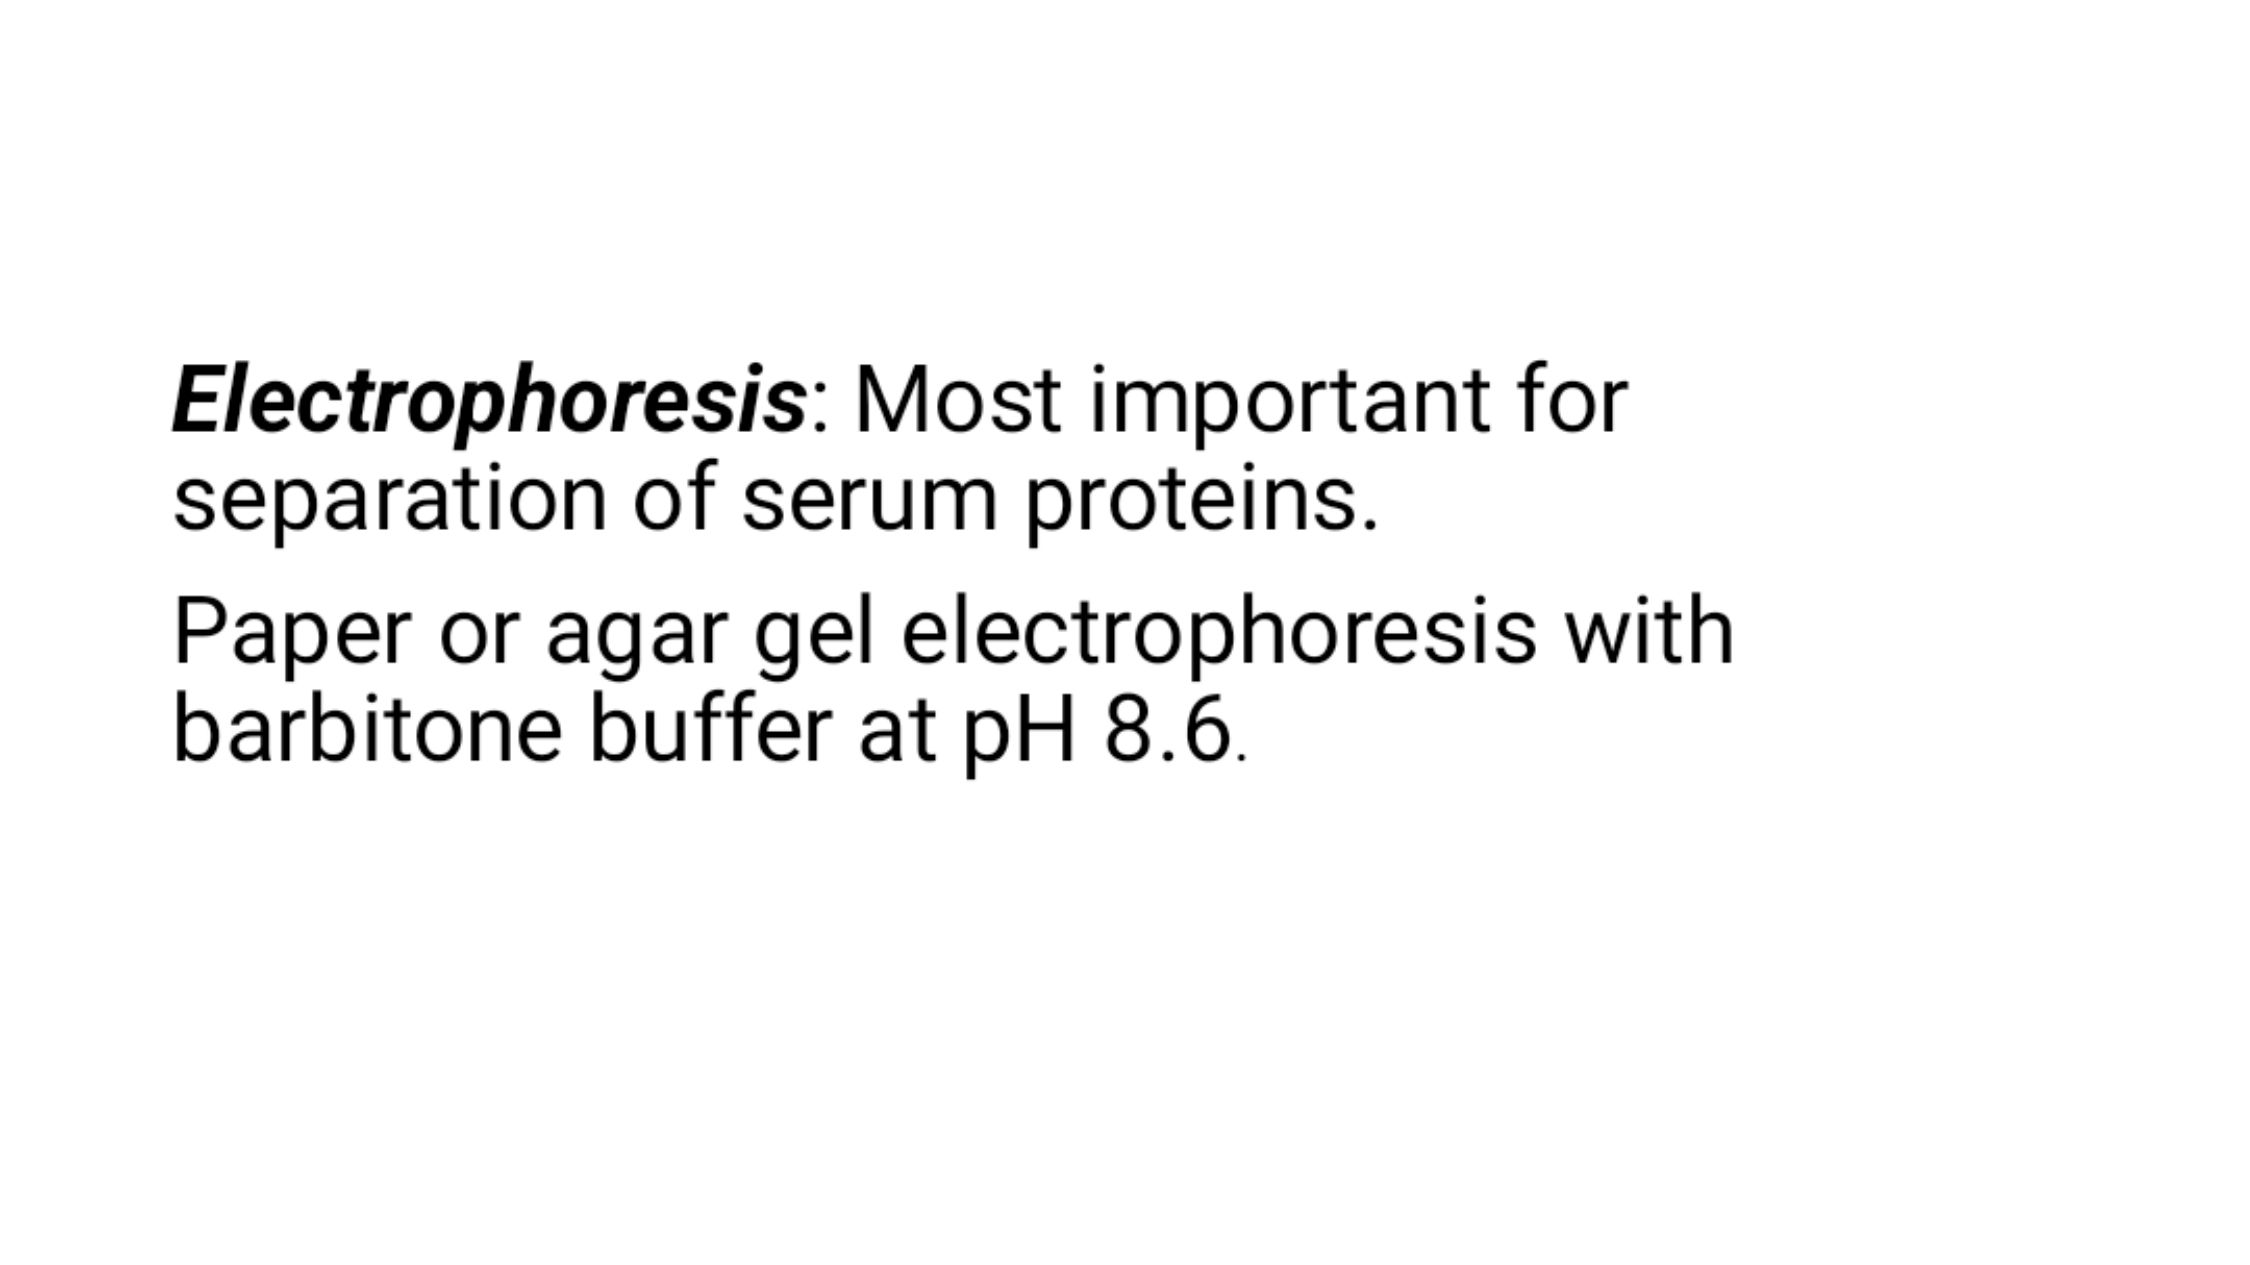 Electrophoresis: Most important for
separation of serum proteins.
Paper or agar gel electrophoresis with
barbitone buffer at pH 8.6.